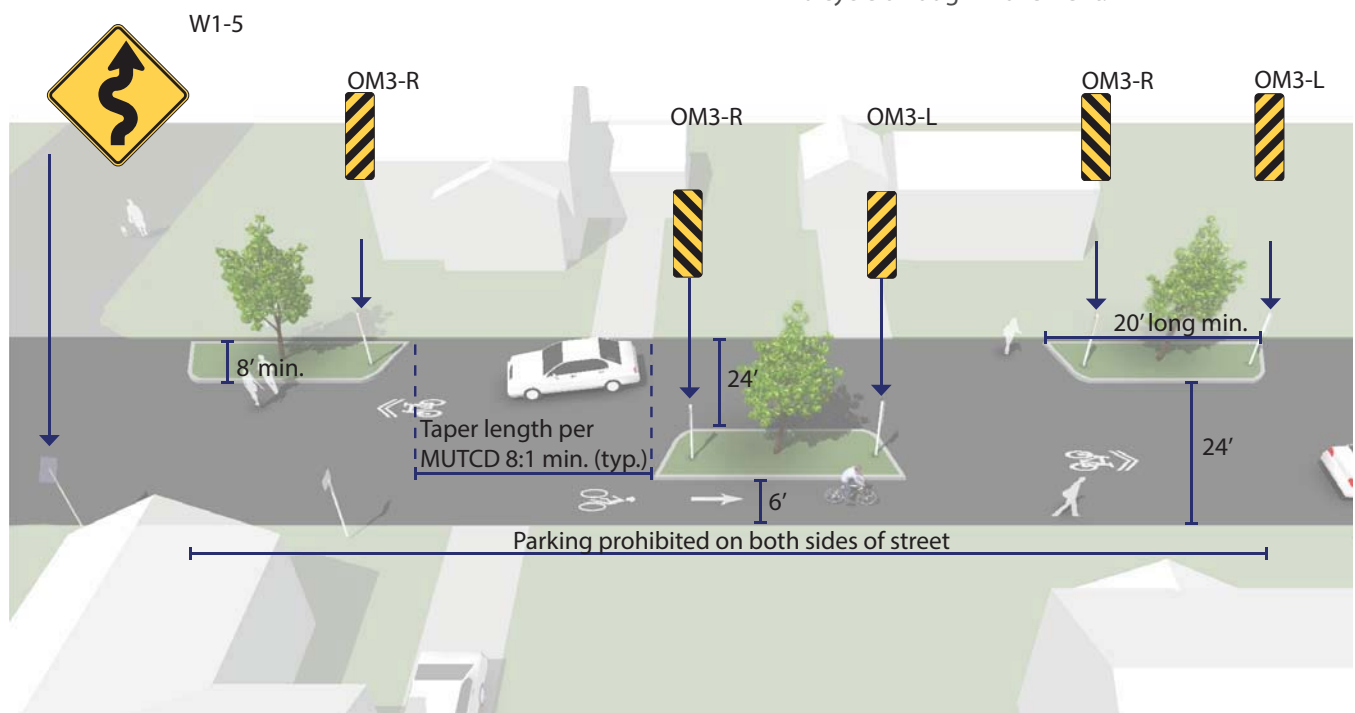 W1-5
OM3-R
OM3-R
OM3-L
OM3-R
OM3-L
20’ long min.
8’ min.
24’
Taper length per
MUTCD 8:1 min. (typ.)
24’
6’
Parking prohibited on both sides of street